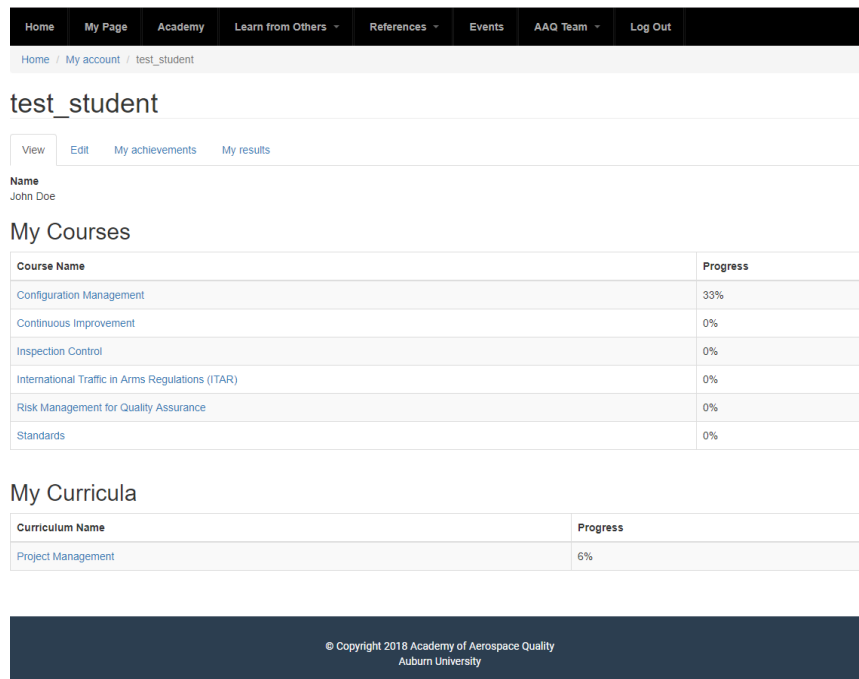 Home My Page Academy Learn from Others References Events AAQ Team Log Out
Home / My account / test_student
test_student
View Edit My achievements My results
Name
John Doe
My Courses
Course Name Progress
Configuration Management 33%
Continuous Improvement 0%
Inspection Control 0%
International Traffic in Arms Regulations (ITAR) 0%
Risk Management for Quality Assurance 0%
Standards 0%
My Curricula
Curriculum Name Progress
Project Management 6%
© Copyright 2018 Academy of Aerospace Quality
Auburn University